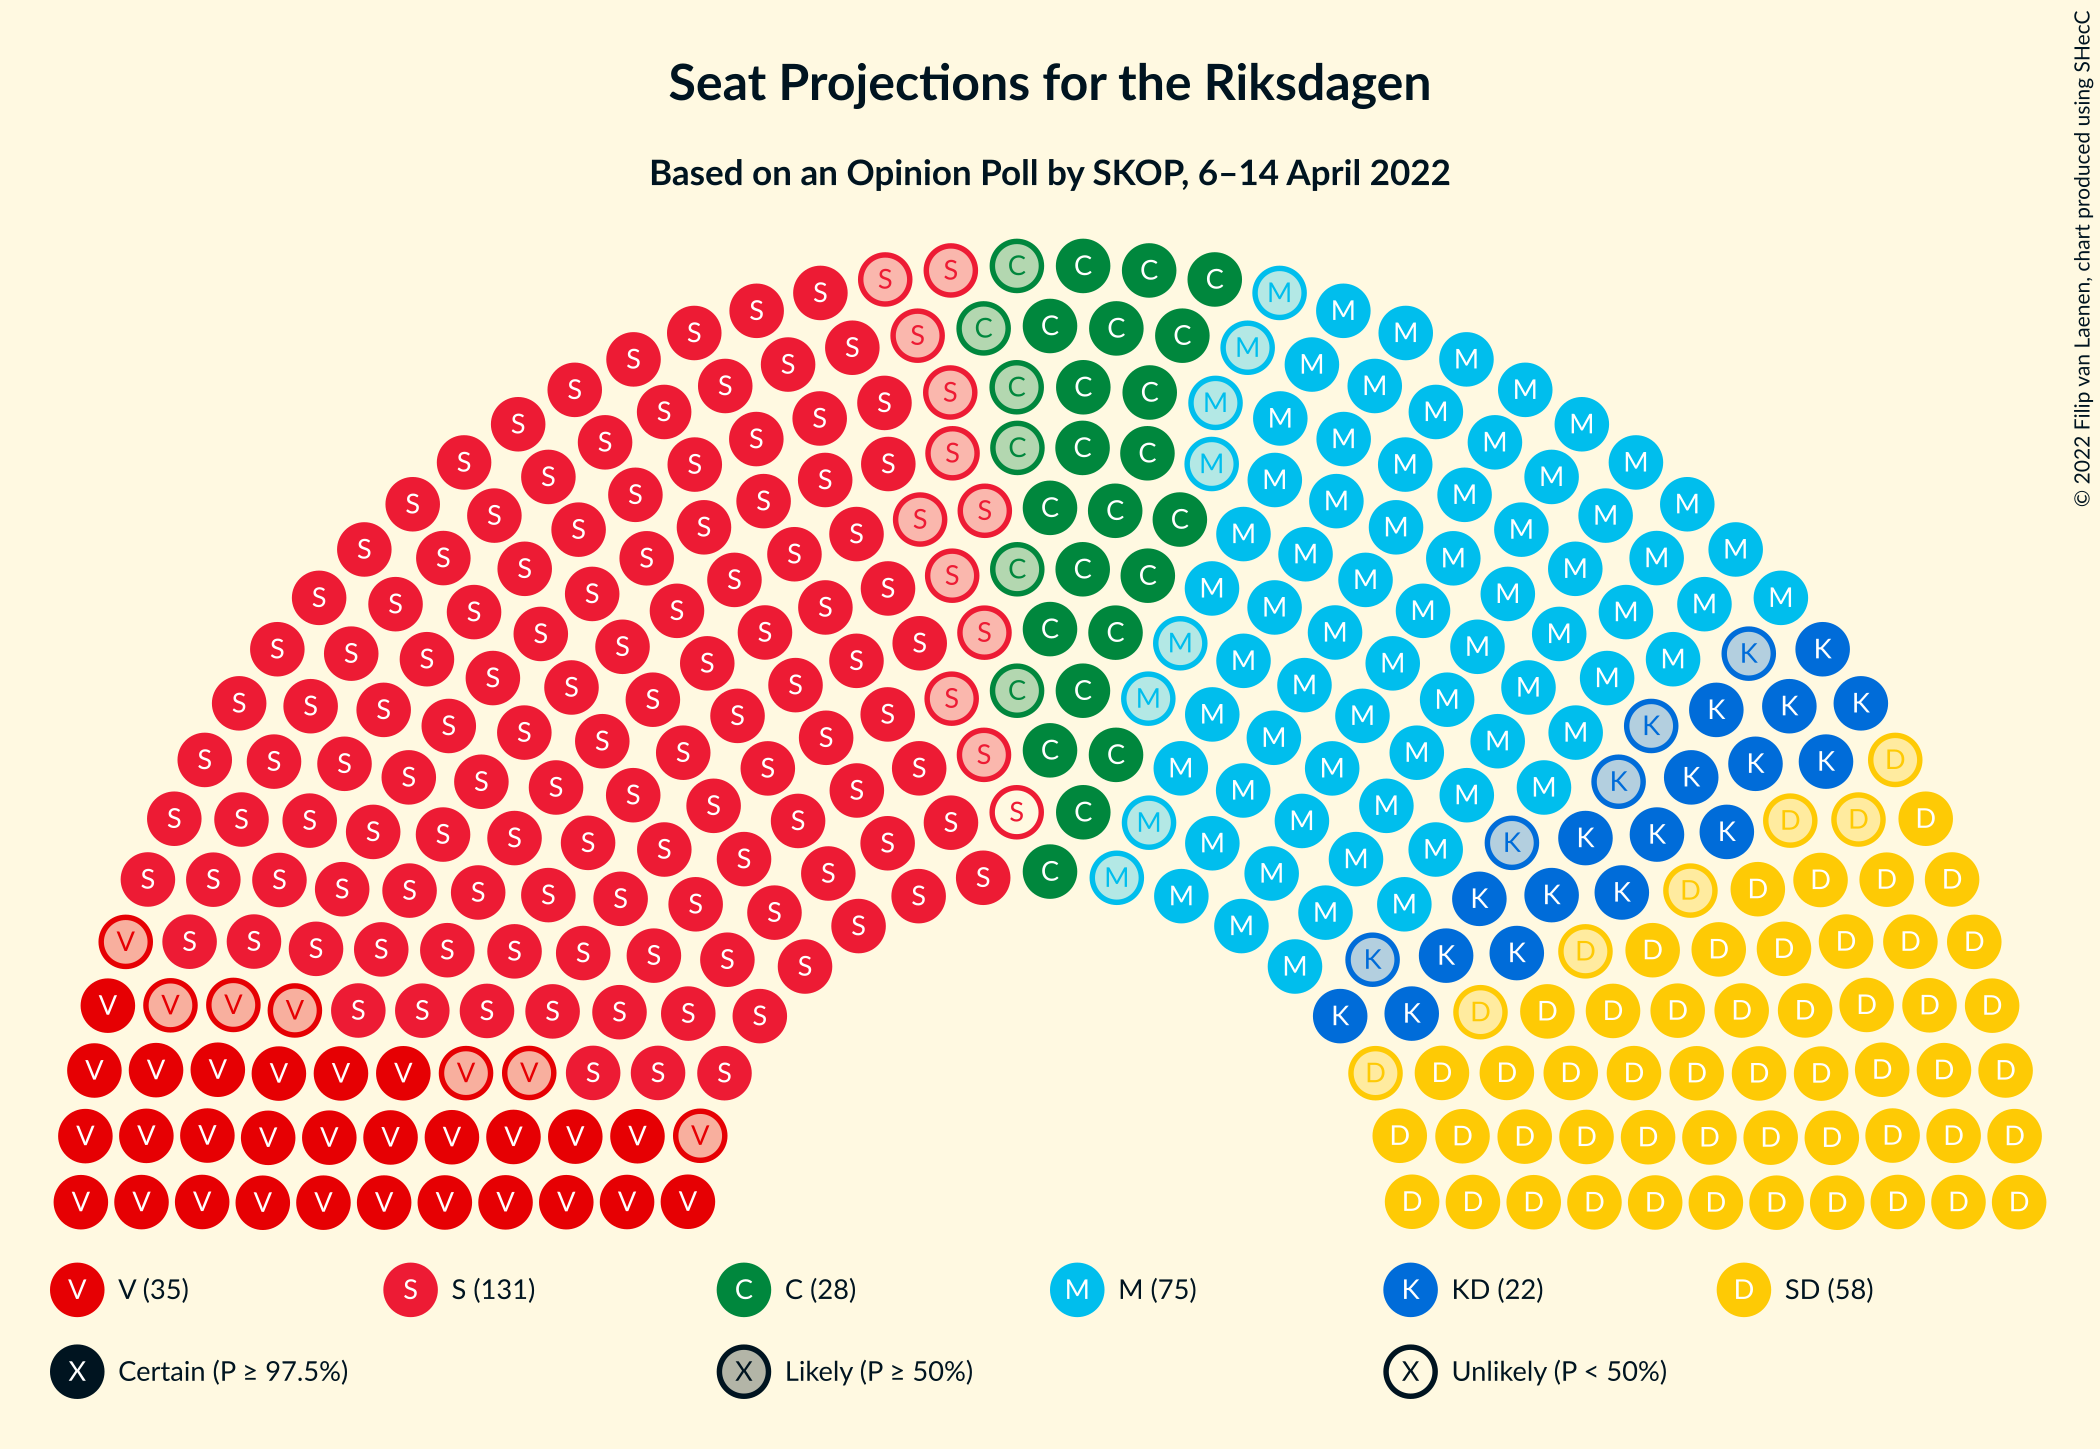 Seat Projections for the Riksdagen
Based on an Opinion Poll by SKOP, 6–14 April 2022
© 2022 Filip van Laenen, chart produced using SHecC
V V (35) S S (131) C C (28) M M (75) K KD (22) D SD (58)
X Certain (P ≥ 97.5%) X Likely (P ≥ 50%) X Unlikely (P < 50%)